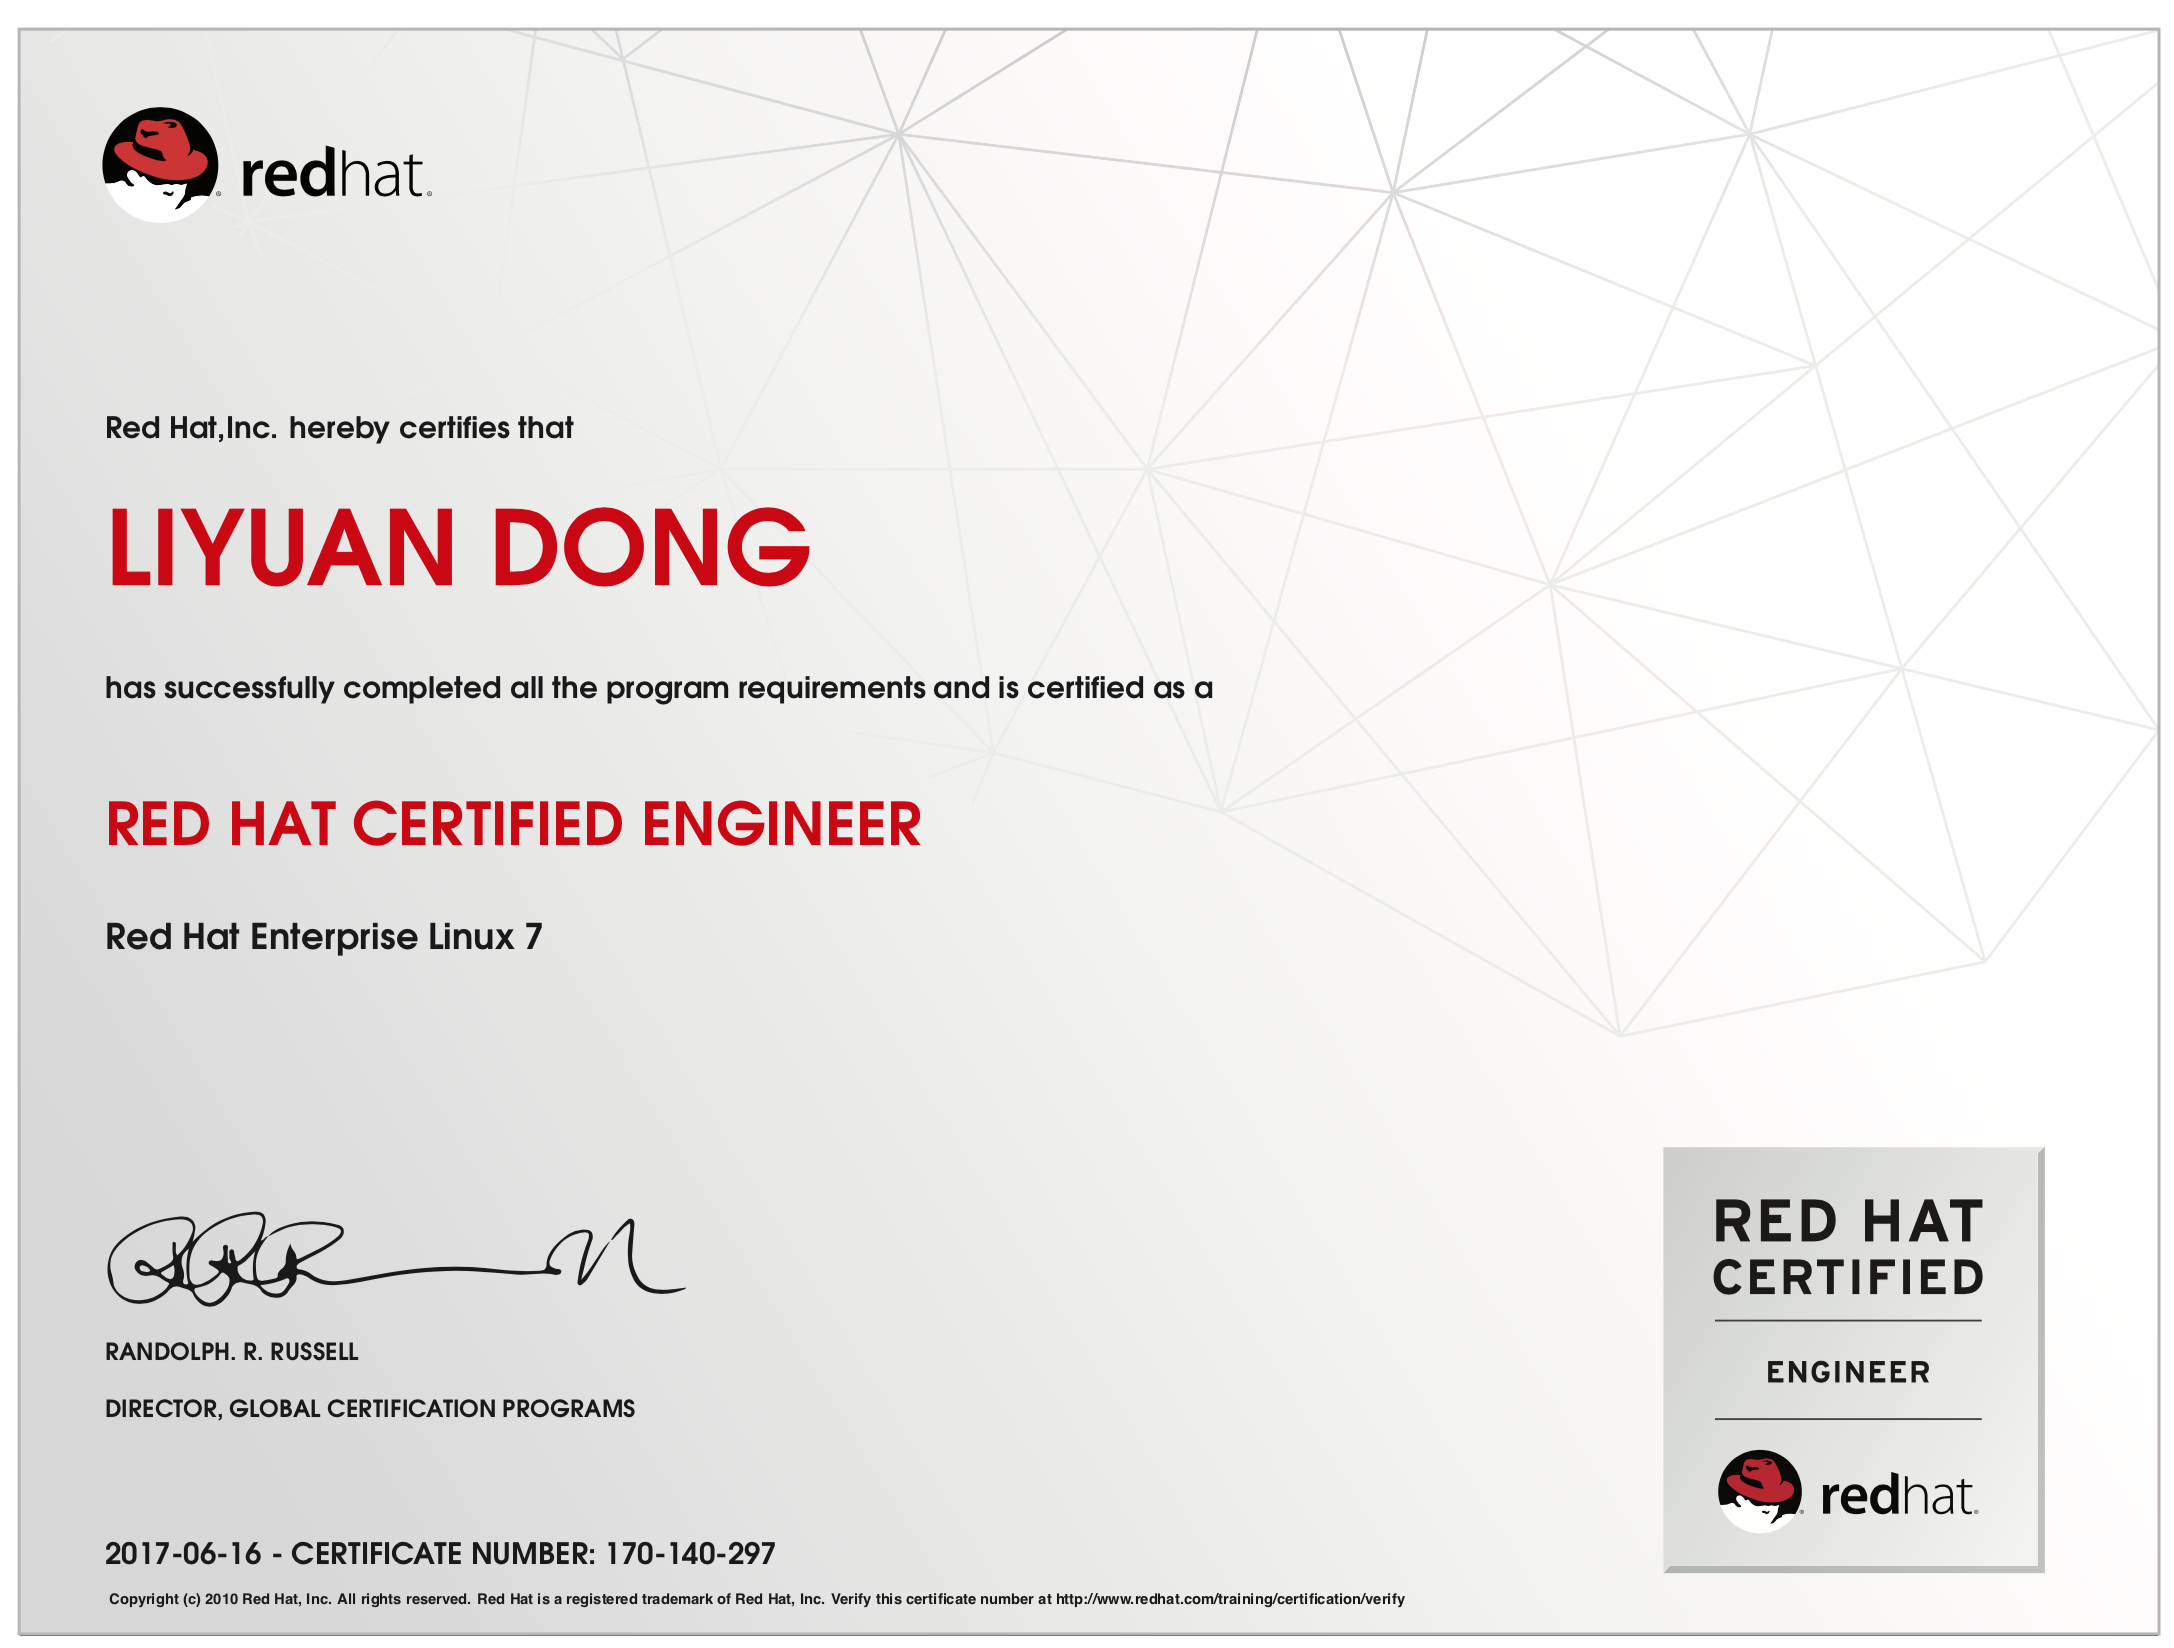 redhat.
Red Hat,Inc. hereby certifies that
LIYUAN DONG
has successfully completed all the program requirements and is certified as a
RED HAT CERTIFIED ENGINEER
Red Hat Enterprise Linux 7
RANDOLPH. R. RUSSELL
DIRECTOR, GLOBAL CERTIFICATION PROGRAMS
2017-06-16 - CERTIFICATE NUMBER: 170-140-297
Copyright (c) 2010 Red Hat, Inc. All rights reserved. Red Hat is a registered trademark of Red Hat, Inc. Verify this certificate number at http://www.redhat.com/training/certification/verify
RED HAT
CERTIFIED
ENGINEER
redhat.